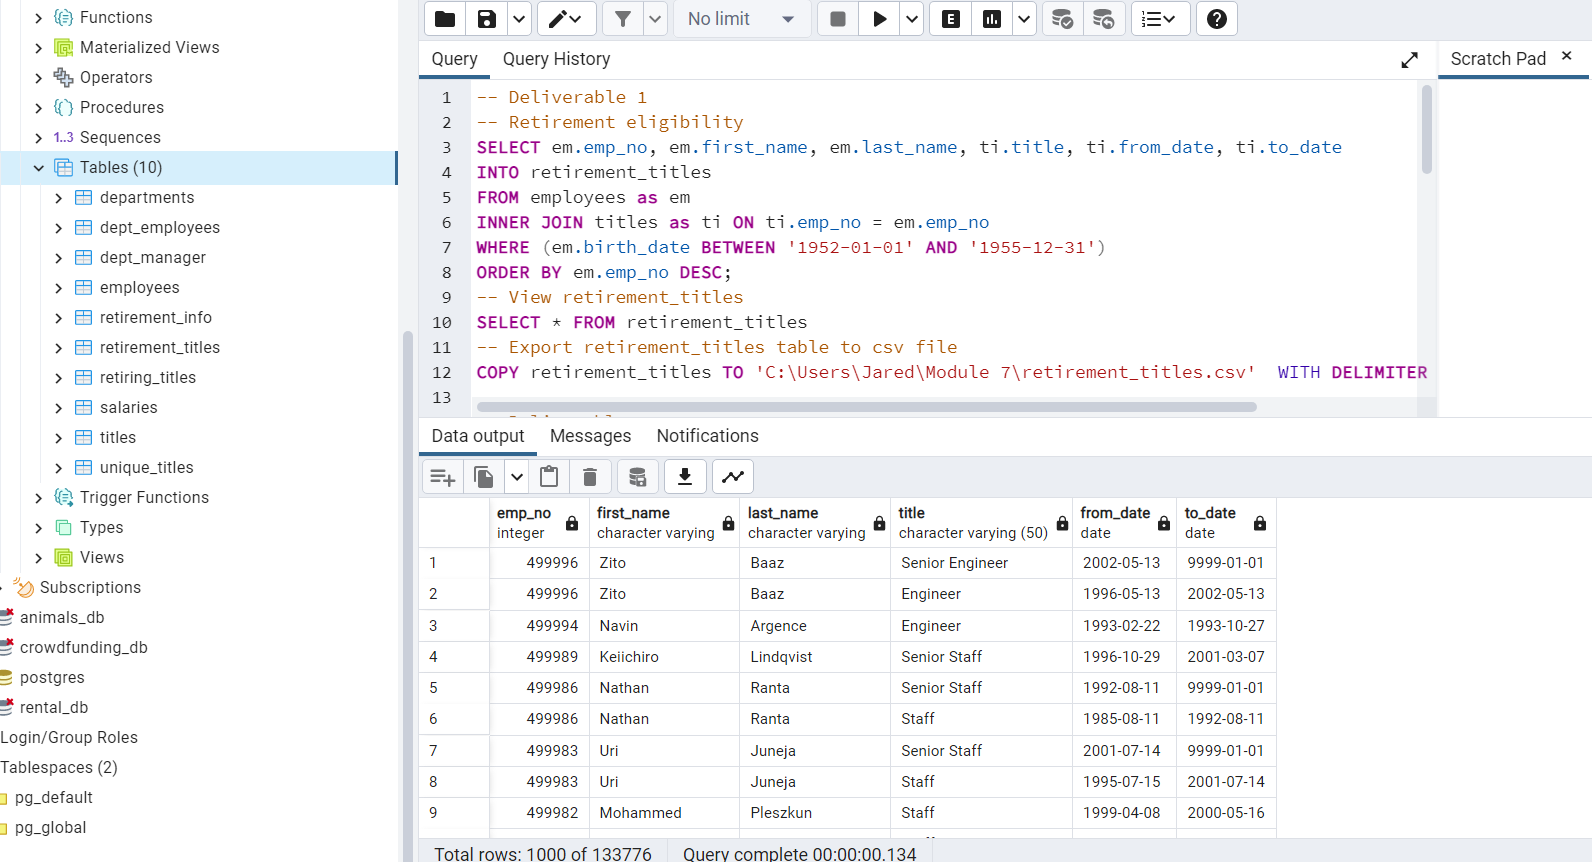 Functions
Materialized Views
Operators
Procedures
1..3 Sequences
Tables (10)
departments
dept_employees
dept_manager
employees
retirement_info
retirement_titles
retiring_titles
salaries
titles
unique_titles
Trigger Functions
Types
Views
Subscriptions
animals_db
crowdfunding_db
postgres
rental_db
Login/Group Roles
Tablespaces (2)
pg_default
pg_global
No limit
E
Query Query History
Scratch Pad
1 -- Deliverable 1
2 -- Retirement eligibility
3 SELECT em.emp_no, em.first_name, em.last_name, ti.title, ti.from_date, ti.to_date
4 INTO retirement_titles
5 FROM employees as em
6 INNER JOIN titles as ti ON ti.emp_no = em.emp_no
7 WHERE (em.birth_date BETWEEN '1952-01-01' AND '1955-12-31')
8 ORDER BY em.emp_no DESC;
9 -- View retirement_titles
10 SELECT * FROM retirement_titles
11 -- Export retirement_titles table to csv file
12 COPY retirement_titles TO 'C:\Users\Jared\Module 7\retirement_titles.csv'  WITH DELIMITER
13
Data output Messages Notifications
emp_no first_name last_name title from_date to_date
integer character varying character varying character varying (50) date date
1 499996 Zito Baaz Senior Engineer 2002-05-13 9999-01-01
2 499996 Zito Baaz Engineer 1996-05-13 2002-05-13
3 499994 Navin Argence Engineer 1993-02-22 1993-10-27
4 499989 Keiichiro Lindqvist Senior Staff 1996-10-29 2001-03-07
5 499986 Nathan Ranta Senior Staff 1992-08-11 9999-01-01
6 499986 Nathan Ranta Staff 1985-08-11 1992-08-11
7 499983 Uri Juneja Senior Staff 2001-07-14 9999-01-01
8 499983 Uri Juneja Staff 1995-07-15 2001-07-14
9 499982 Mohammed Pleszkun Staff 1999-04-08 2000-05-16
Total rows: 1000 of 133776 Query complete 00:00:00.134